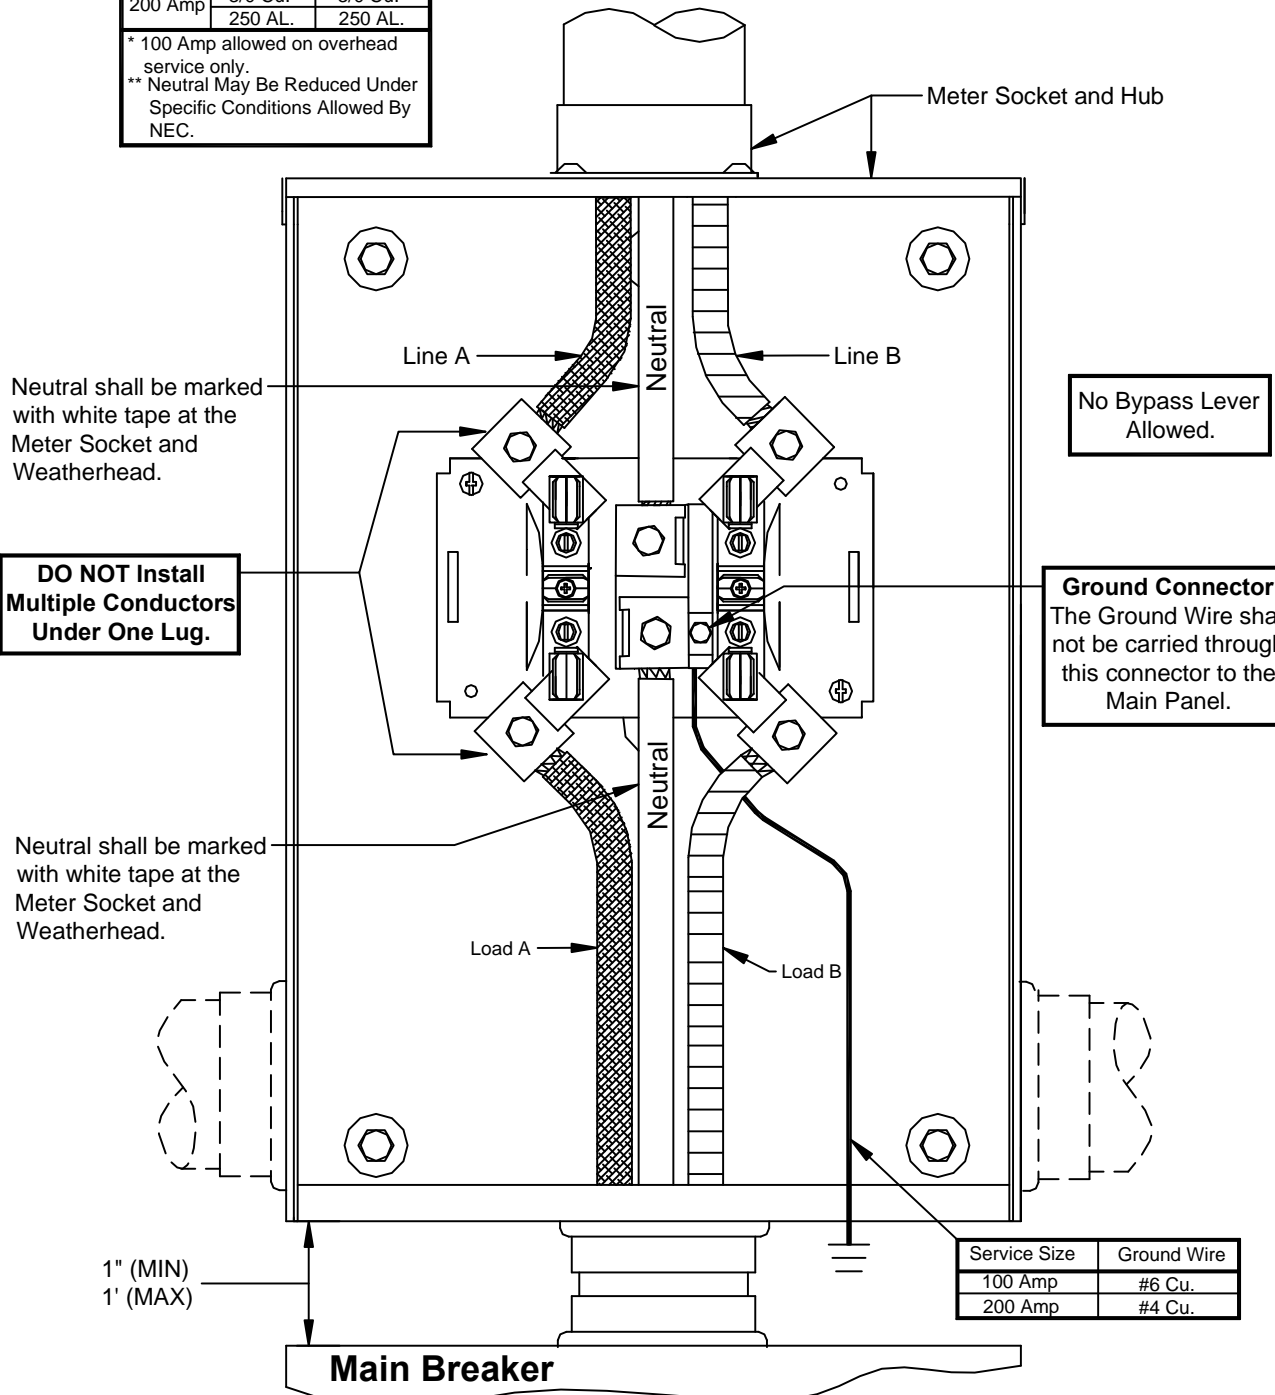 200 Amp
250 AL. 250 AL.
* 100 Amp allowed on overhead
service only.
** Neutral May Be Reduced Under
Specific Conditions Allowed By
NEC.
Meter Socket and Hub
Neutral
Line A
Line B
Neutral shall be marked
with white tape at the
Meter Socket and
Weatherhead.
No Bypass Lever
Allowed.
DO NOT Install
Multiple Conductors
Under One Lug.
Ground Connector
The Ground Wire sha
not be carried through
this connector to the
Main Panel.
Neutral
Neutral shall be marked
with white tape at the
Meter Socket and
Weatherhead.
Load A
Load B
1" (MIN)
1' (MAX)
Service Size Ground Wire
100 Amp #6 Cu.
200 Amp #4 Cu.
Main Breaker